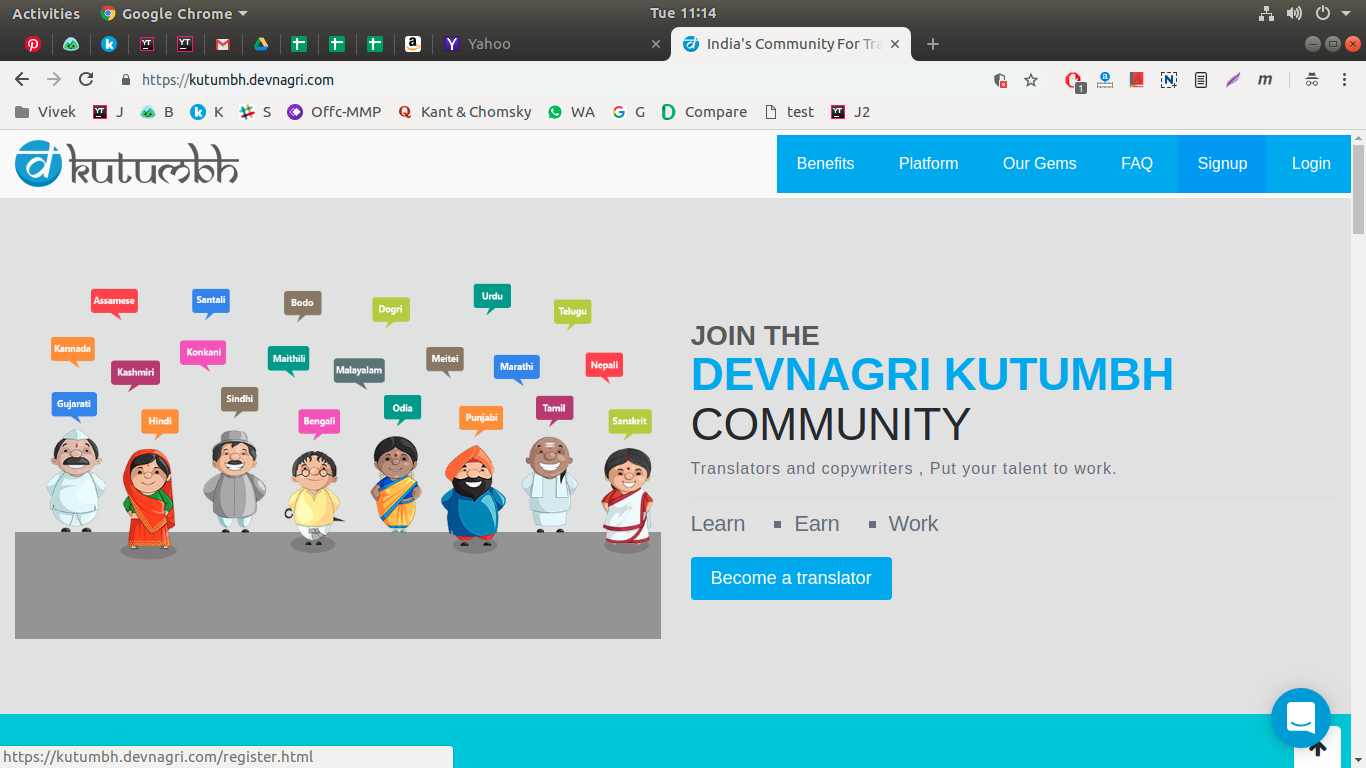 Activities
Google Chrome
Tue 11:14
Yahoo
India's Community For Tra
https://kutumbh.devnagri.com
1
Vivek
J
B
K
S
Offc-MMP
Kant & Chomsky
WA
G
Compare
test
J2
kutumbh
Benefits
Platform
Our Gems
FAQ
Signup
Login
Assamese
Santali
Bodo
Dogri
Urdu
Telugu
Kannada
Kashmiri
Konkani
Maithili
Malayalam
Meitei
Marathi
Nepali
Gujarati
Hindi
Sindhi
Bengali
Odia
Punjabi
Tamil
Sanskrit
JOIN THE
DEVNAGRI KUTUMBH
COMMUNITY
Translators and copywriters , Put your talent to work.
Learn ▪ Earn ▪ Work
Become a translator
https://kutumbh.devnagri.com/register.html